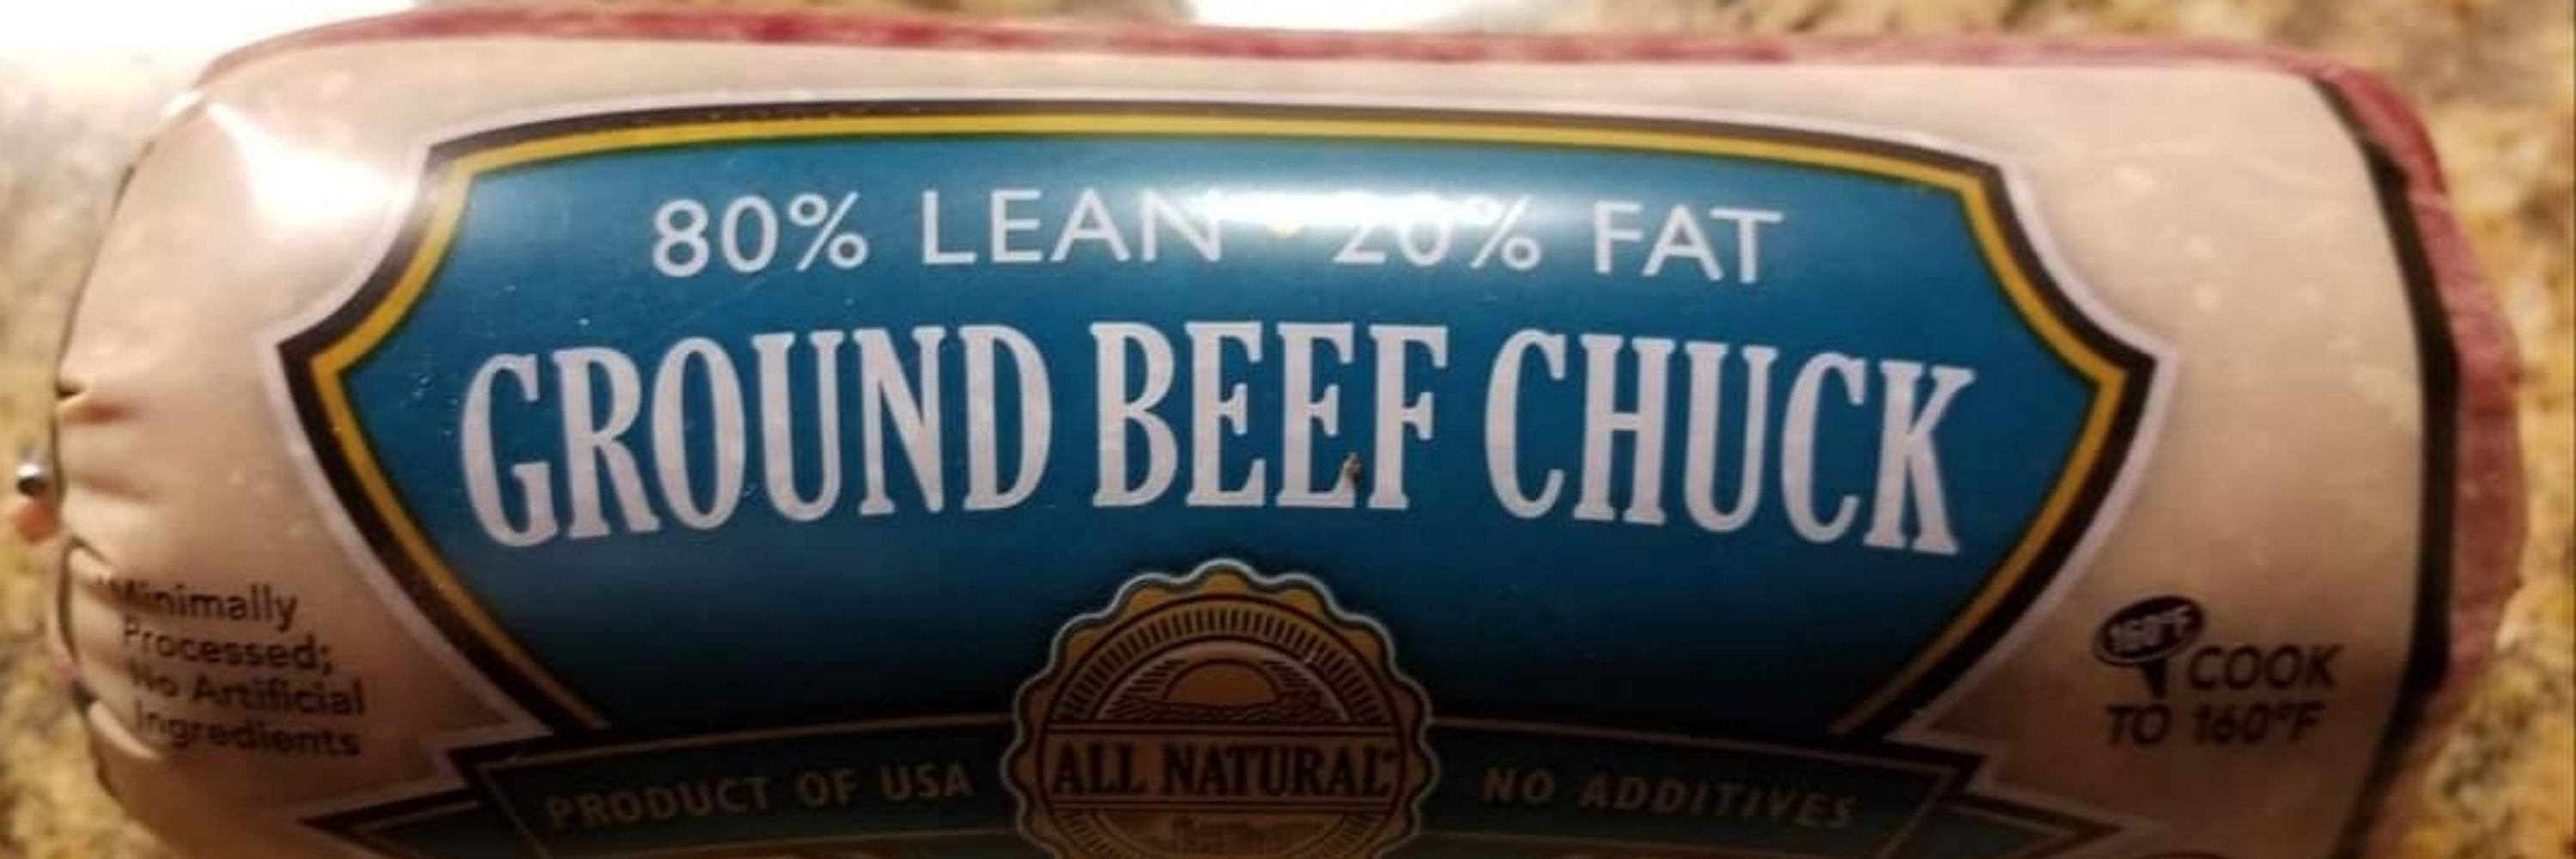 80% LEAN • 20% FAT
GROUND BEEF CHUCK
*Minimally
Processed;
No Artificial
Ingredients
160°F
COOK
TO 160°F
PRODUCT OF USA
ALL NATURAL*
NO ADDITIVES